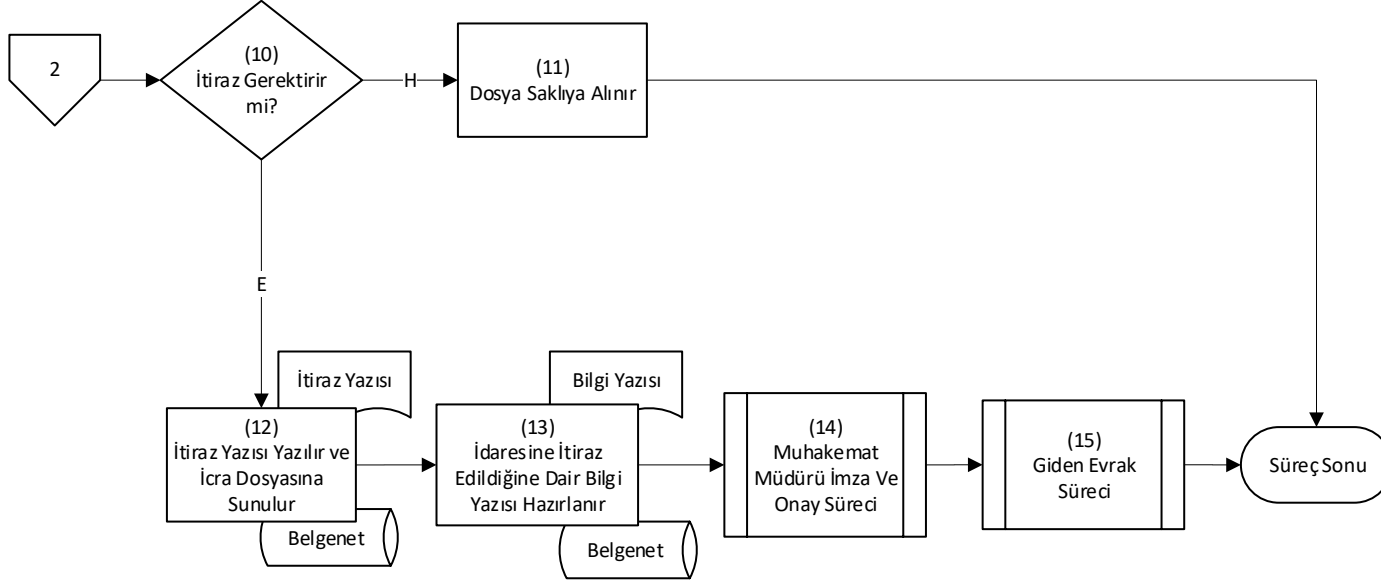 2
(10)
İtiraz Gerektirir
mi?
H
(11)
Dosya Saklıya Alınır
E
İtiraz Yazısı
(12)
İtiraz Yazısı Yazılır ve
İcra Dosyasına
Sunulur
Belgenet
Bilgi Yazısı
(13)
İdaresine İtiraz
Edildiğine Dair Bilgi
Yazısı Hazırlanır
Belgenet
(14)
Muhakemat
Müdürü İmza Ve
Onay Süreci
(15)
Giden Evrak
Süreci
Süreç Sonu